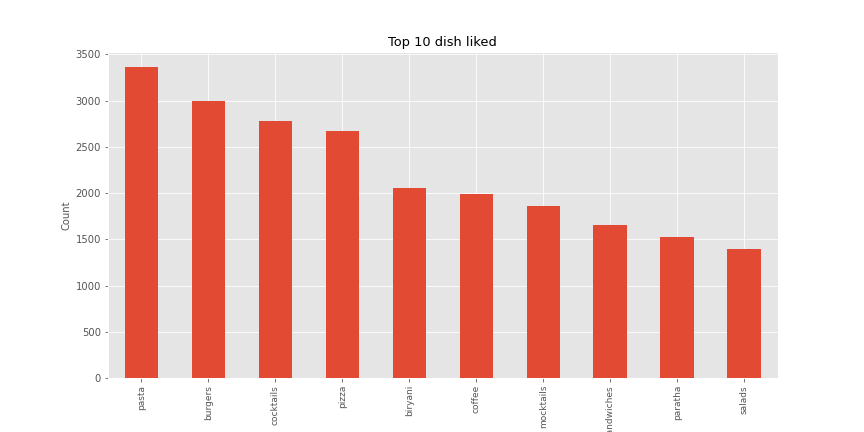 Top 10 dish liked
3500
3000
2500
2000
1500
1000
500
0
Count
pasta
burgers
cocktails
pizza
biryani
coffee
mocktails
ndwiches
paratha
salads